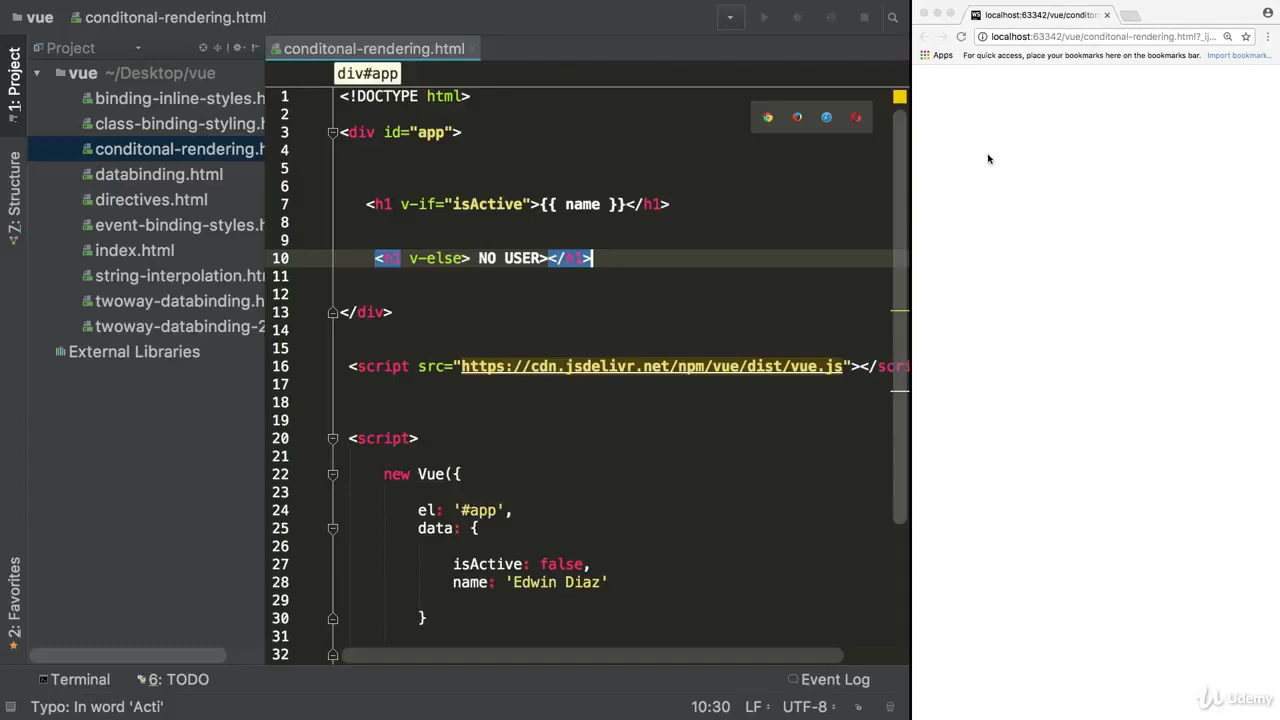 vue
conditonal-rendering.html
Project
conditonal-rendering.html
vue ~/Desktop/vue
binding-inline-styles.
class-binding-styling.
conditonal-rendering.h
databinding.html
directives.html
event-binding-styles.
index.html
string-interpolation.ht
twoway-databinding.h
twoway-databinding-2
External Libraries
1: Project
7: Structure
2: Favorites
div#app
1 <!DOCTYPE html>
2
3 <div id="app">
4
5
6
7 <h1 v-if="isActive">{{ name }}</h1>
8
9
10 <h1 v-else> NO USER></h1>
11
12
13 </div>
14
15
16 <script src="https://cdn.jsdelivr.net/npm/vue/dist/vue.js"></scri
17
18
19
20 <script>
21
22 new Vue({
23
24 el: '#app',
25 data: {
26
27 isActive: false,
28 name: 'Edwin Diaz'
29
30 }
31
32
Terminal
6: TODO
Event Log
Typo: In word 'Acti'
10:30
LF
UTF-8
WS
localhost:63342/vue/conditon
localhost:63342/vue/conditonal-rendering.html?_ij...
Apps
For quick access, place your bookmarks here on the bookmarks bar.
Import bookmark...
Udemy